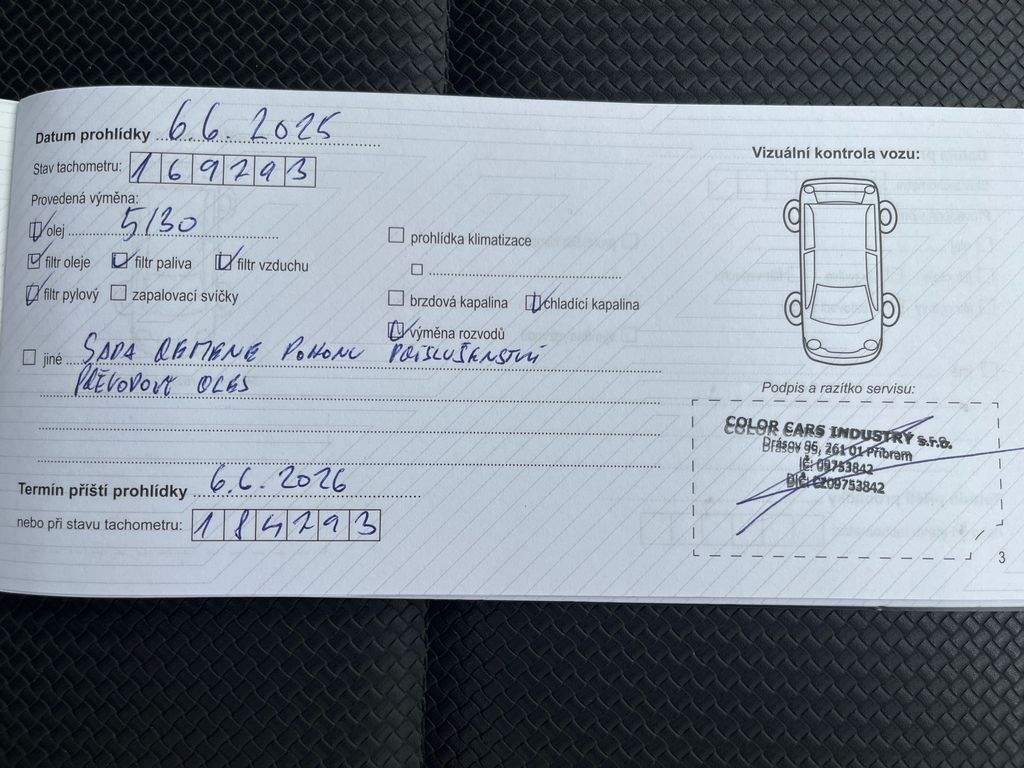 Datum prohlídky 6.6. 2025
Stav tachometru: 169293
Provedená výměna:
olej 5/30
filtr oleje filtr paliva filtr vzduchu
filtr pylový zapalovací svíčky
prohlídka klimatizace
brzdová kapalina chladící kapalina
výměna rozvodů
jiné SADA ŘEMENE POHONU PŘÍSLUŠENSTVÍ
PŘEVODOVÝ OLEJ
Termín příští prohlídky 6.6. 2026
nebo při stavu tachometru: 184293
Vizuální kontrola vozu:
Podpis a razítko servisu:
COLOR CARS INDUSTRY s.r.o.
Drásov 95, 261 01 Příbram
IČ: 09753842
DIČ: CZ09753842
3